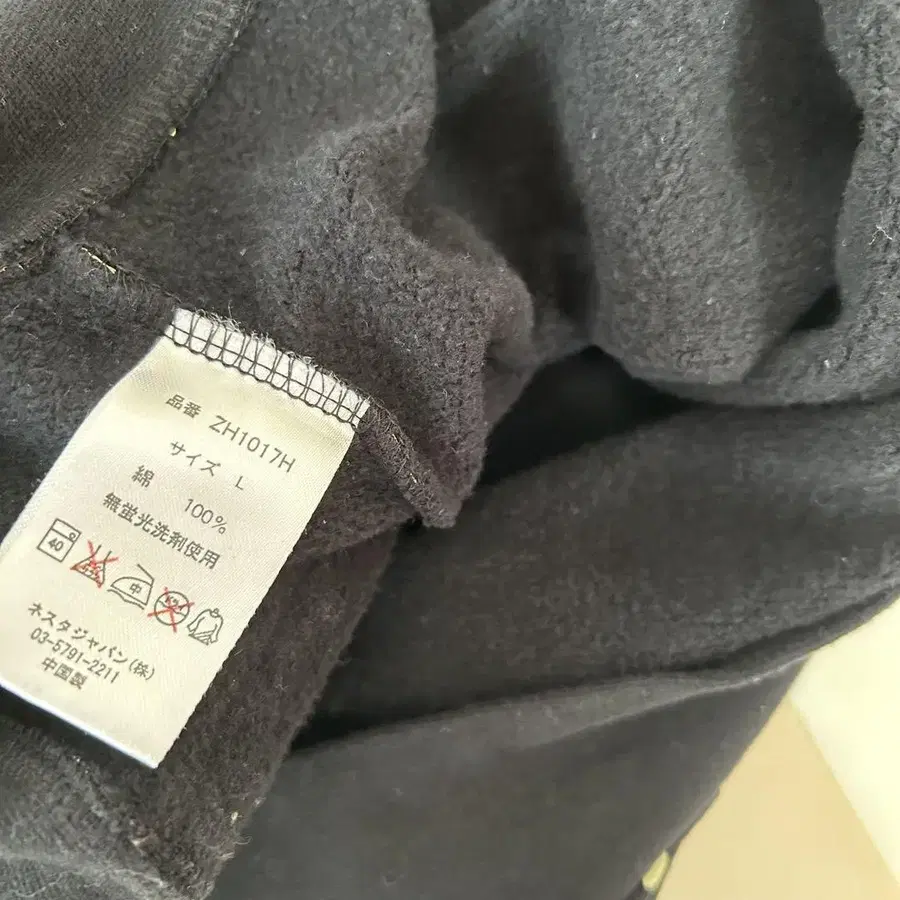 品番 ZH1017H
サイズ L
綿 100%
無蛍光洗剤使用
40 中
ネスタジャパン(株)
03-5791-2211
中国製